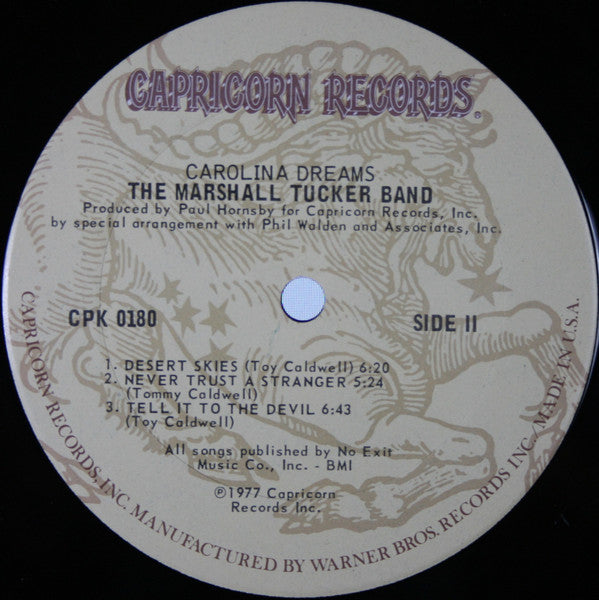 CAPRICORN RECORDS®
CAROLINA DREAMS
THE MARSHALL TUCKER BAND
Produced by Paul Hornsby for Capricorn Records, Inc.
by special arrangement with Phil Walden and Associates, Inc.
CPK 0180
SIDE II
1. DESERT SKIES (Toy Caldwell) 6:20
2. NEVER TRUST A STRANGER 5:24
(Tommy Caldwell)
3. TELL IT TO THE DEVIL 6:43
(Toy Caldwell)
All songs published by No Exit
Music Co., Inc. - BMI
℗1977 Capricorn
Records Inc.
CAPRICORN RECORDS, INC. MANUFACTURED BY WARNER BROS. RECORDS INC., MADE IN U.S.A.